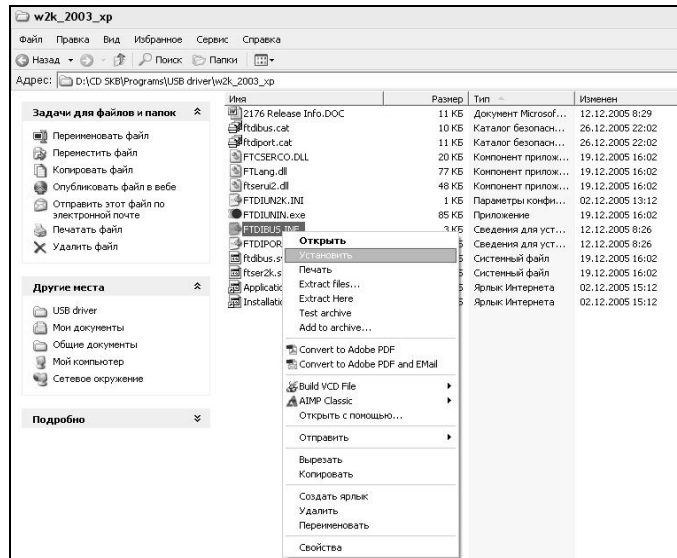 w2k_2003_xp
Файл Правка Вид Избранное Сервис Справка
Назад Поиск Папки
Адрес: D:\CD SKB\Programs\USB driver\w2k_2003_xp
Задачи для файлов и папок
Переименовать файл
Переместить файл
Копировать файл
Опубликовать файл в вебе
Отправить этот файл по
электронной почте
Печатать файл
Удалить файл
Другие места
USB driver
Мои документы
Общие документы
Мой компьютер
Сетевое окружение
Подробно
Имя Размер Тип Изменен
2176 Release Info.DOC 11 КБ Документ Microsof... 12.12.2005 8:29
ftdibus.cat 10 КБ Каталог безопасн... 26.12.2005 22:02
ftdiport.cat 11 КБ Каталог безопасн... 26.12.2005 22:02
FTCSERCO.DLL 20 КБ Компонент прилож... 19.12.2005 16:02
FTLang.dll 77 КБ Компонент прилож... 19.12.2005 16:02
ftserui2.dll 48 КБ Компонент прилож... 19.12.2005 16:02
FTDIUN2K.INI 1 КБ Параметры конфи... 02.12.2005 13:12
FTDIUNIN.exe 85 КБ Приложение 19.12.2005 16:02
FTDIBUS.INF 3 КБ Сведения для уст... 12.12.2005 8:26
FTDIPOR Б Сведения для уст... 12.12.2005 8:26
ftdibus.s Б Системный файл 19.12.2005 16:02
ftser2k.s Б Системный файл 19.12.2005 16:02
Applicatio Б Ярлык Интернета 02.12.2005 15:12
Installatio Б Ярлык Интернета 02.12.2005 15:12
Открыть
Установить
Печать
Extract files...
Extract Here
Test archive
Add to archive...
Convert to Adobe PDF
Convert to Adobe PDF and EMail
Build VCD File
AIMP Classic
Открыть с помощью...
Отправить
Вырезать
Копировать
Создать ярлык
Удалить
Переименовать
Свойства